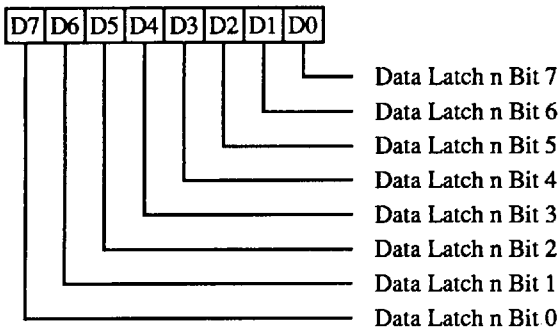 D7 D6 D5 D4 D3 D2 D1 D0
Data Latch n Bit 7
Data Latch n Bit 6
Data Latch n Bit 5
Data Latch n Bit 4
Data Latch n Bit 3
Data Latch n Bit 2
Data Latch n Bit 1
Data Latch n Bit 0